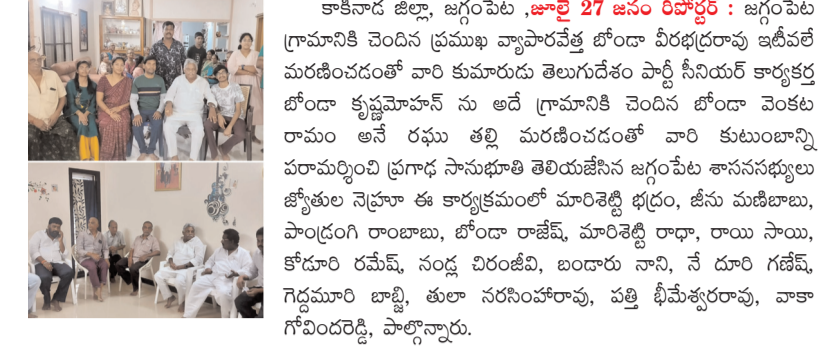 కాకినాడ జిల్లా, జగ్గంపేట ,జూలై 27 జనం రిపోర్టర్ : జగ్గంపేట
గ్రామానికి చెందిన ప్రముఖ వ్యాపారవేత్త బోండా వీరభద్రరావు ఇటీవలే
మరణించడంతో వారి కుమారుడు తెలుగుదేశం పార్టీ సీనియర్ కార్యకర్త
బోండా కృష్ణమోహన్ ను అదే గ్రామానికి చెందిన బోండా వెంకట
రామం అనే రఘు తల్లి మరణించడంతో వారి కుటుంబాన్ని
పరామర్శించి ప్రగాఢ సానుభూతి తెలియజేసిన జగ్గంపేట శాసనసభ్యులు
జ్యోతుల నెహ్రూ ఈ కార్యక్రమంలో మారిశెట్టి భద్రం, జీను మణిబాబు,
పాండ్రంగి రాంబాబు, బోండా రాజేష్, మారిశెట్టి రాధా, రాయి సాయి,
కోడూరి రమేష్, నండ్ల చిరంజీవి, బండారు నాని, నే దూరి గణేష్,
గెద్దమూరి బాబ్జి, తులా నరసింహారావు, పత్తి భీమేశ్వరరావు, వాకా
గోవిందరెడ్డి, పాల్గొన్నారు.